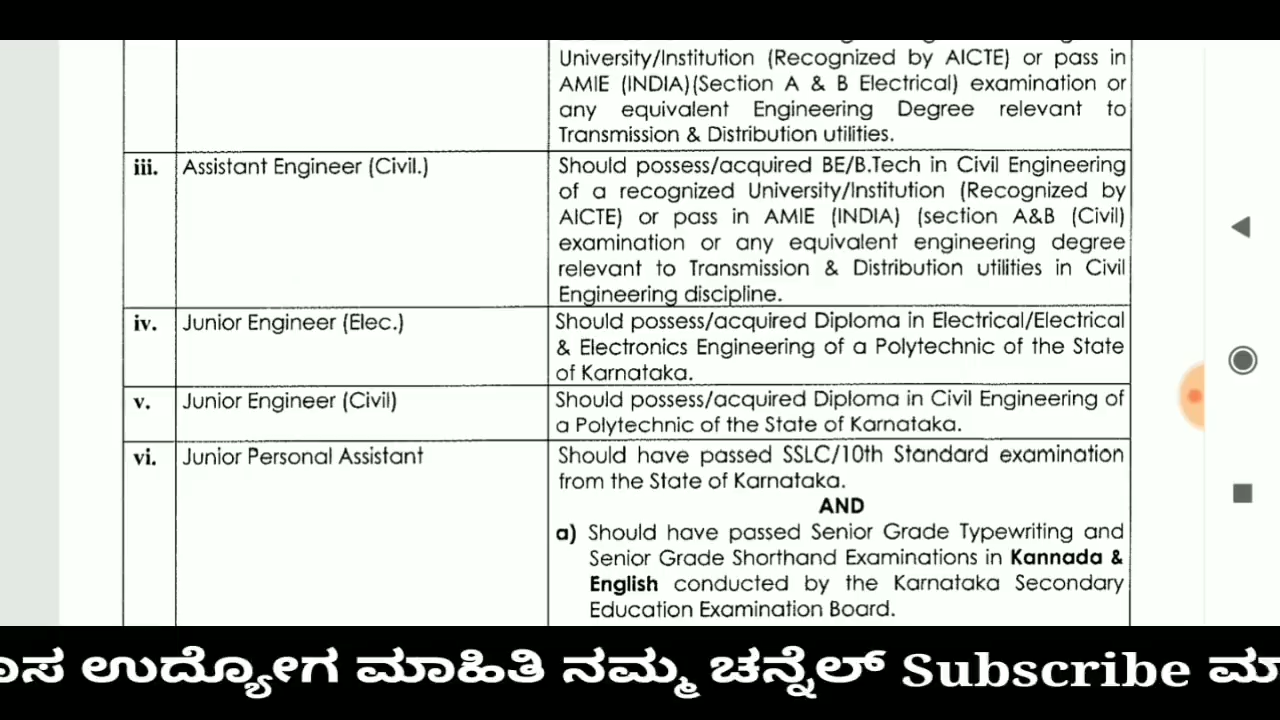 University/Institution (Recognized by AICTE) or pass in
AMIE (INDIA)(Section A & B Electrical) examination or
any equivalent Engineering Degree relevant to
Transmission & Distribution utilities.
iii. Assistant Engineer (Civil.) Should possess/acquired BE/B.Tech in Civil Engineering
of a recognized University/Institution (Recognized by
AICTE) or pass in AMIE (INDIA) (section A&B (Civil)
examination or any equivalent engineering degree
relevant to Transmission & Distribution utilities in Civil
Engineering discipline.
iv. Junior Engineer (Elec.) Should possess/acquired Diploma in Electrical/Electrical
& Electronics Engineering of a Polytechnic of the State
of Karnataka.
v. Junior Engineer (Civil) Should possess/acquired Diploma in Civil Engineering of
a Polytechnic of the State of Karnataka.
vi. Junior Personal Assistant Should have passed SSLC/10th Standard examination
from the State of Karnataka.
AND
a) Should have passed Senior Grade Typewriting and
Senior Grade Shorthand Examinations in Kannada &
English conducted by the Karnataka Secondary
Education Examination Board.
ಉದ್ಯೋಗ ಮಾಹಿತಿ ನಮ್ಮ ಚನ್ನೆಲ್ Subscribe